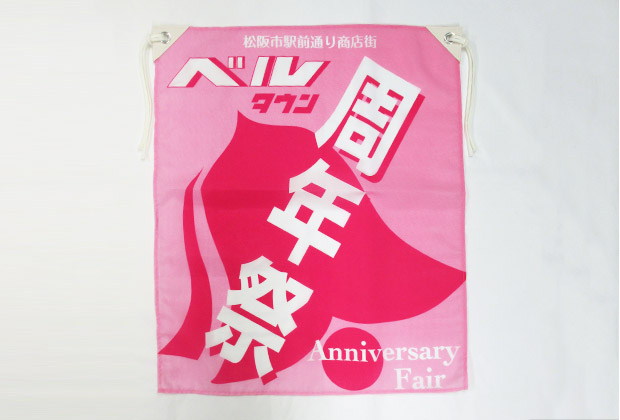 松阪市駅前通り商店街
ベル
タウン
周年祭
Anniversary
Fair